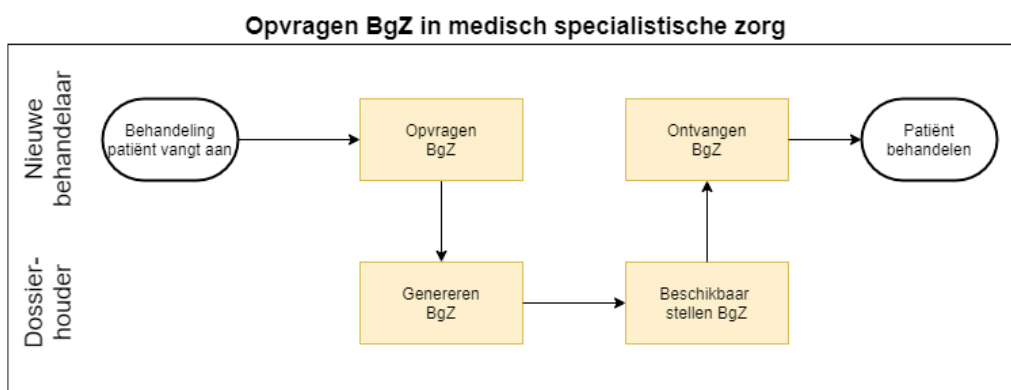 Opvragen BgZ in medisch specialistische zorg
Nieuwe
behandelaar
Behandeling
patiënt vangt aan
Opvragen
BgZ
Ontvangen
BgZ
Patiënt
behandelen
Dossier-
houder
Genereren
BgZ
Beschikbaar
stellen BgZ